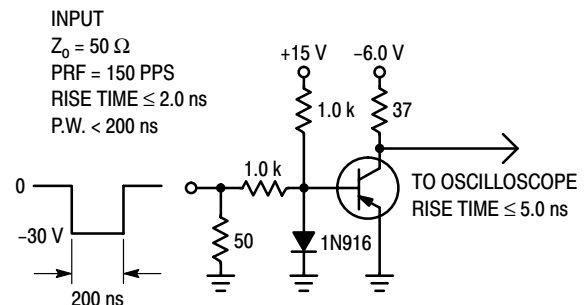 INPUT
Zo = 50 Ω
PRF = 150 PPS
RISE TIME ≤ 2.0 ns
P.W. < 200 ns
+15 V
−6.0 V
1.0 k
37
1.0 k
0
−30 V
50
1N916
TO OSCILLOSCOPE
RISE TIME ≤ 5.0 ns
200 ns